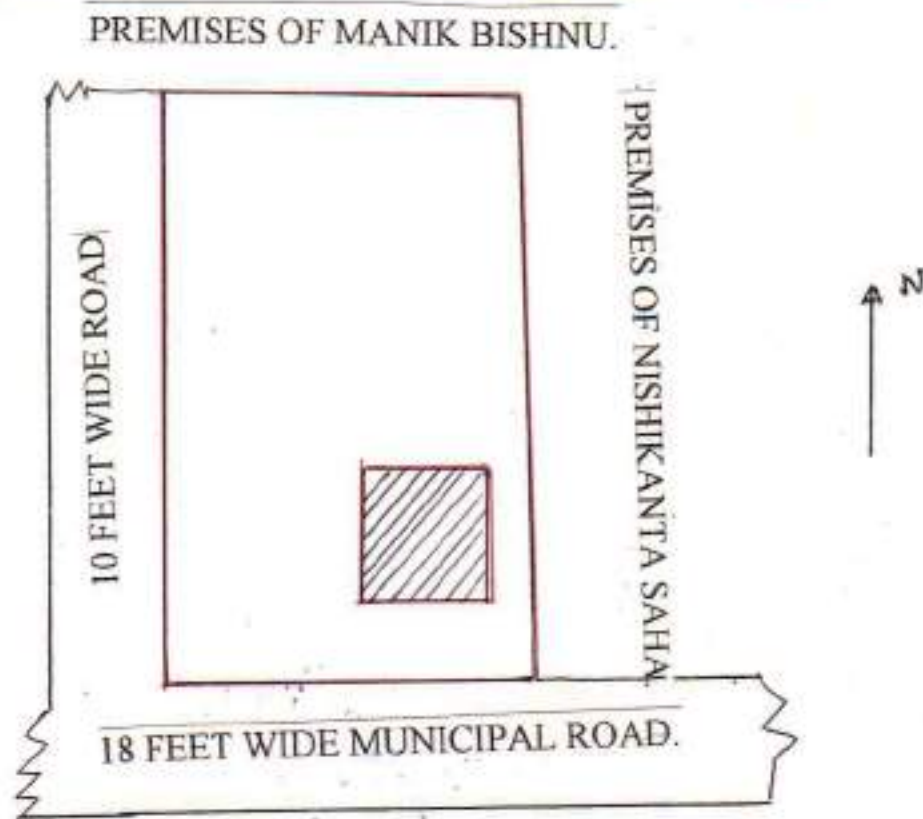 PREMISES OF MANIK BISHNU.
10 FEET WIDE ROAD
PREMISES OF NISHIKANTA SAHA
N
18 FEET WIDE MUNICIPAL ROAD.